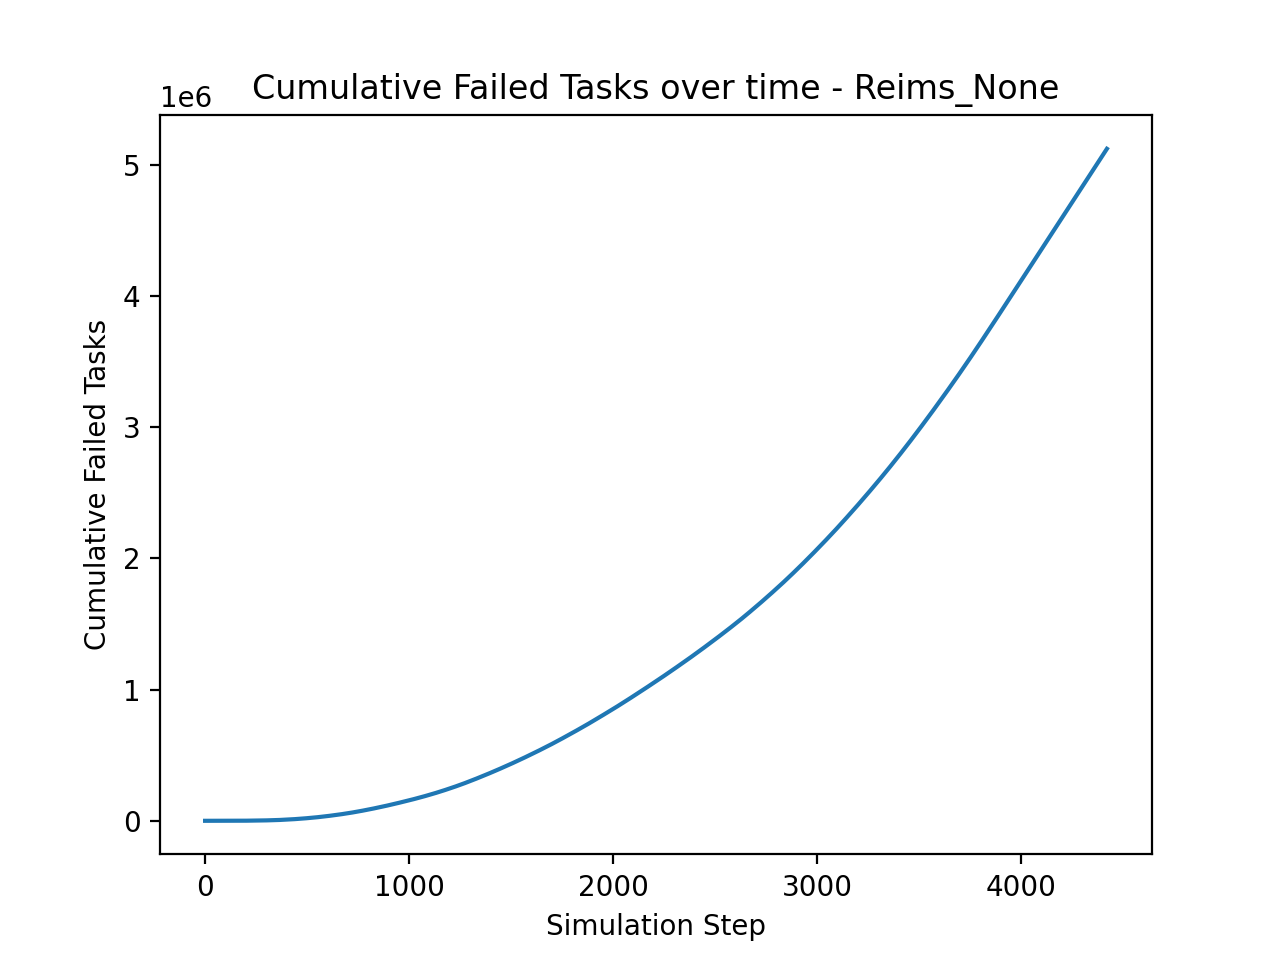 Cumulative Failed Tasks over time - Reims_None
1e6
5
4
3
2
1
0
Cumulative Failed Tasks
0 1000 2000 3000 4000
Simulation Step